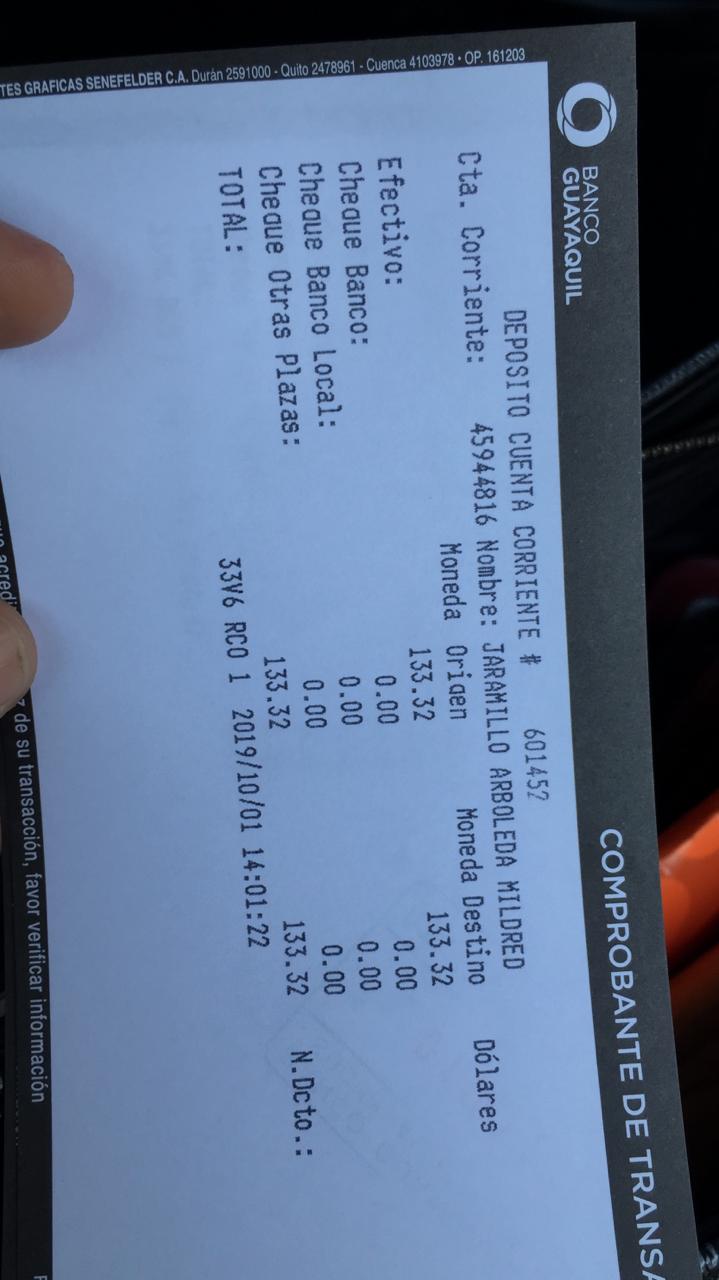 BANCO
GUAYAQUIL
COMPROBANTE DE
DEPOSITO CUENTA CORRIENTE # 601452
Cta. Corriente: 45944816 Nombre: JARAMILLO ARBOLEDA MILDRED
Moneda Origen Moneda Destino Dólares
Efectivo: 133.32 133.32
Cheque Banco: 0.00 0.00
Cheque Banco Local: 0.00 0.00
Cheque Otras Plazas: 0.00 0.00
TOTAL: 133.32 133.32 N.Dcto.:
33V6 RCO 1 2019/10/01 14:01:22
GRAFICAS SENEFELDER C.A. Durán 2591000 - Quito 2478961 - Cuenca 4103978 • OP. 161203
de su transacción, favor verificar información